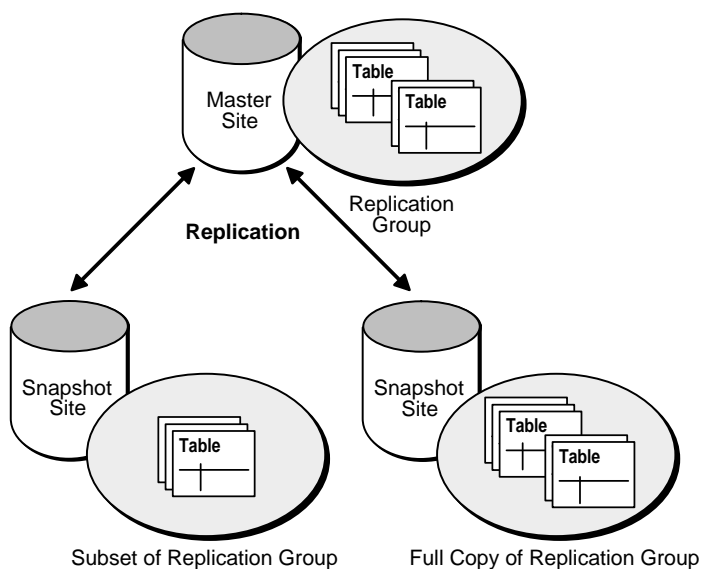 Master
Site
Table
Table
Replication
Group
Replication
Snapshot
Site
Table
Subset of Replication Group
Snapshot
Site
Table
Table
Full Copy of Replication Group